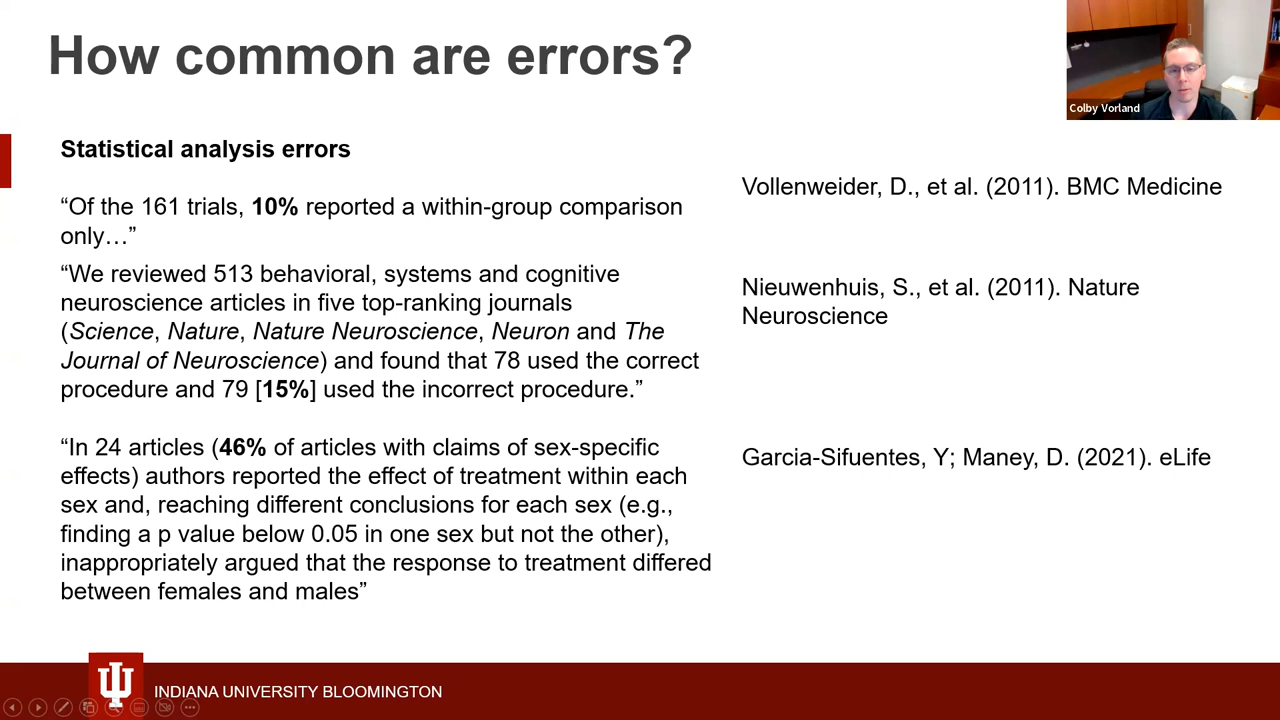 How common are errors?
Colby Vorland
Statistical analysis errors
“Of the 161 trials, 10% reported a within-group comparison
only…”
Vollenweider, D., et al. (2011). BMC Medicine
“We reviewed 513 behavioral, systems and cognitive
neuroscience articles in five top-ranking journals
(Science, Nature, Nature Neuroscience, Neuron and The
Journal of Neuroscience) and found that 78 used the correct
procedure and 79 [15%] used the incorrect procedure.”
Nieuwenhuis, S., et al. (2011). Nature
Neuroscience
“In 24 articles (46% of articles with claims of sex-specific
effects) authors reported the effect of treatment within each
sex and, reaching different conclusions for each sex (e.g.,
finding a p value below 0.05 in one sex but not the other),
inappropriately argued that the response to treatment differed
between females and males”
Garcia-Sifuentes, Y; Maney, D. (2021). eLife
INDIANA UNIVERSITY BLOOMINGTON